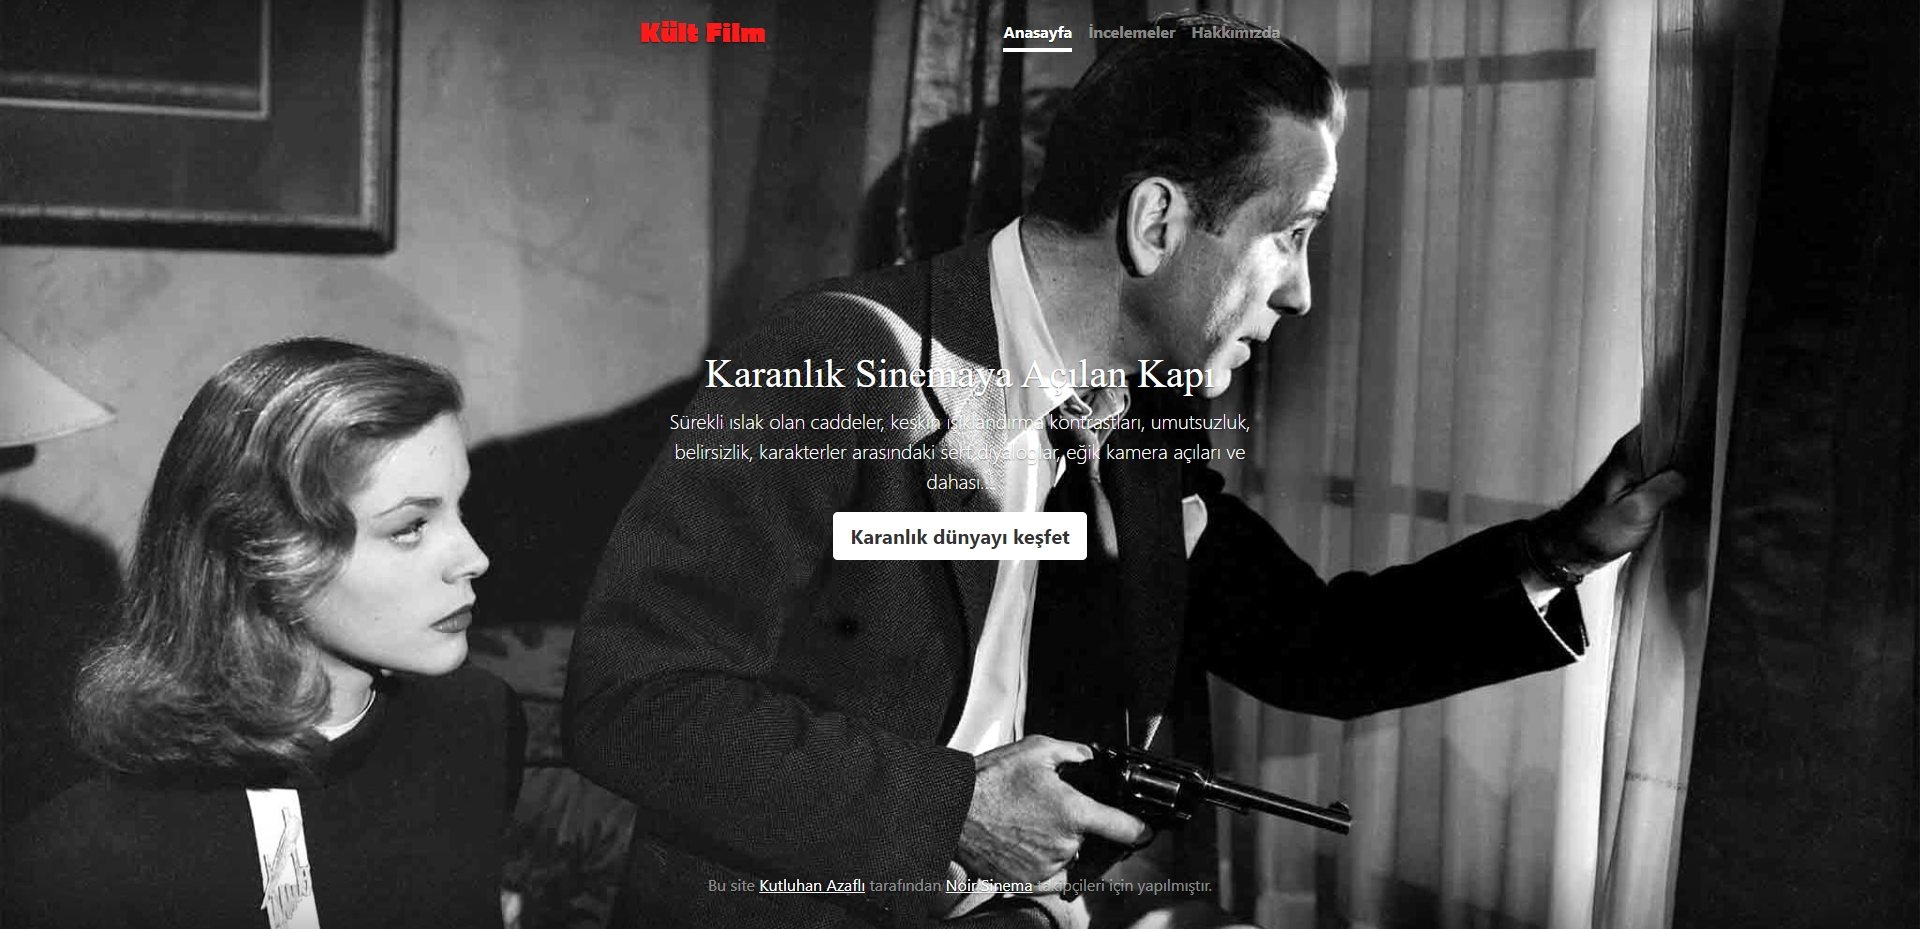 Kült Film
Anasayfa İncelemeler Hakkımızda
Karanlık Sinemaya Açılan Kapı
Sürekli ıslak olan caddeler, keskin ışıklandırma kontrastları, umutsuzluk,
belirsizlik, karakterler arasındaki sert diyaloglar, eğik kamera açıları ve
dahası...
Karanlık dünyayı keşfet
Bu site Kutluhan Azaflı tarafından Noir Sinema takipçileri için yapılmıştır.